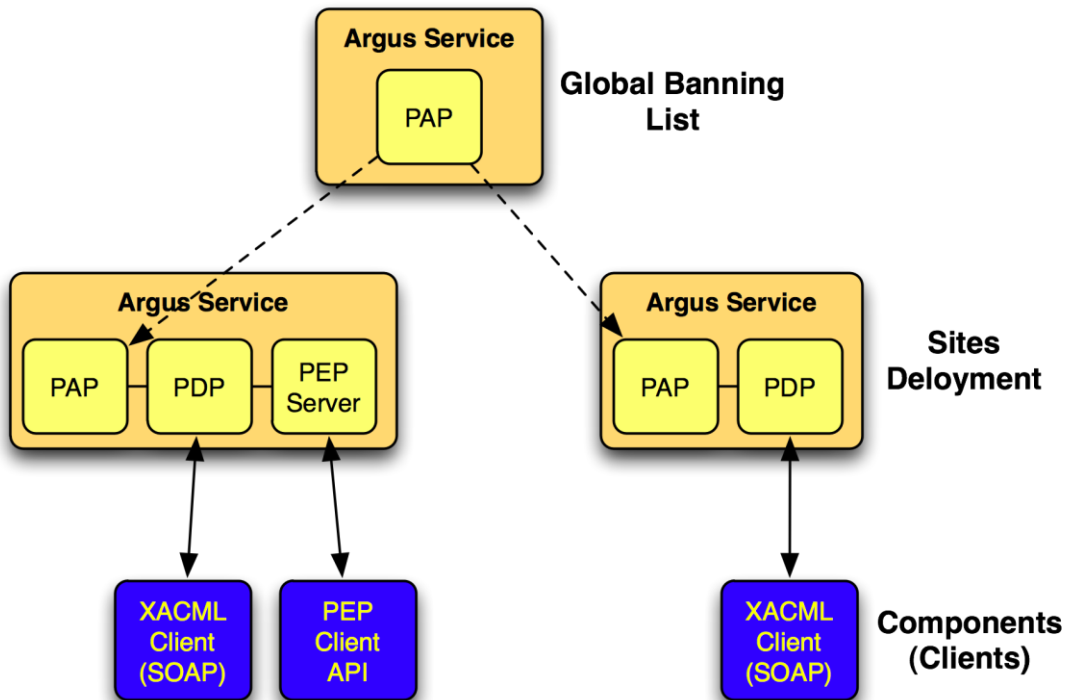 Argus Service
PAP
Global Banning
List
Argus Service
PAP
PDP
PEP
Server
Argus Service
PAP
PDP
Sites
Deloyment
XACML
Client
(SOAP)
PEP
Client
API
XACML
Client
(SOAP)
Components
(Clients)